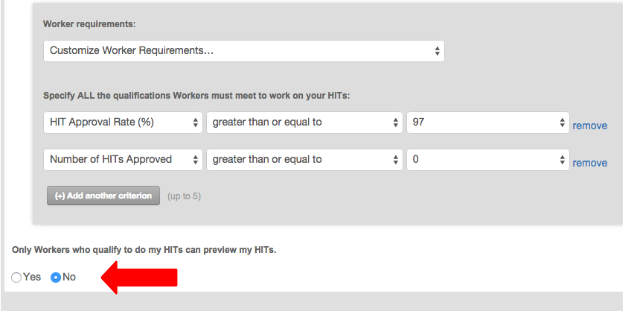 Worker requirements:
Customize Worker Requirements...
Specify ALL the qualifications Workers must meet to work on your HITs:
HIT Approval Rate (%) greater than or equal to 97 remove
Number of HITs Approved greater than or equal to 0 remove
(+) Add another criterion (up to 5)
Only Workers who qualify to do my HITs can preview my HITs.
Yes No